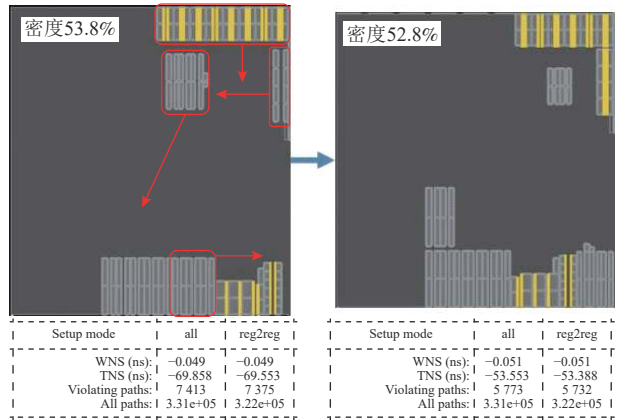 密度53.8%
密度52.8%
Setup mode all reg2reg
WNS (ns): −0.049 −0.049
TNS (ns): −69.858 −69.553
Violating paths: 7 413 7 375
All paths: 3.31e+05 3.22e+05
Setup mode all reg2reg
WNS (ns): −0.051 −0.051
TNS (ns): −53.553 −53.388
Violating paths: 5 773 5 732
All paths: 3.31e+05 3.22e+05